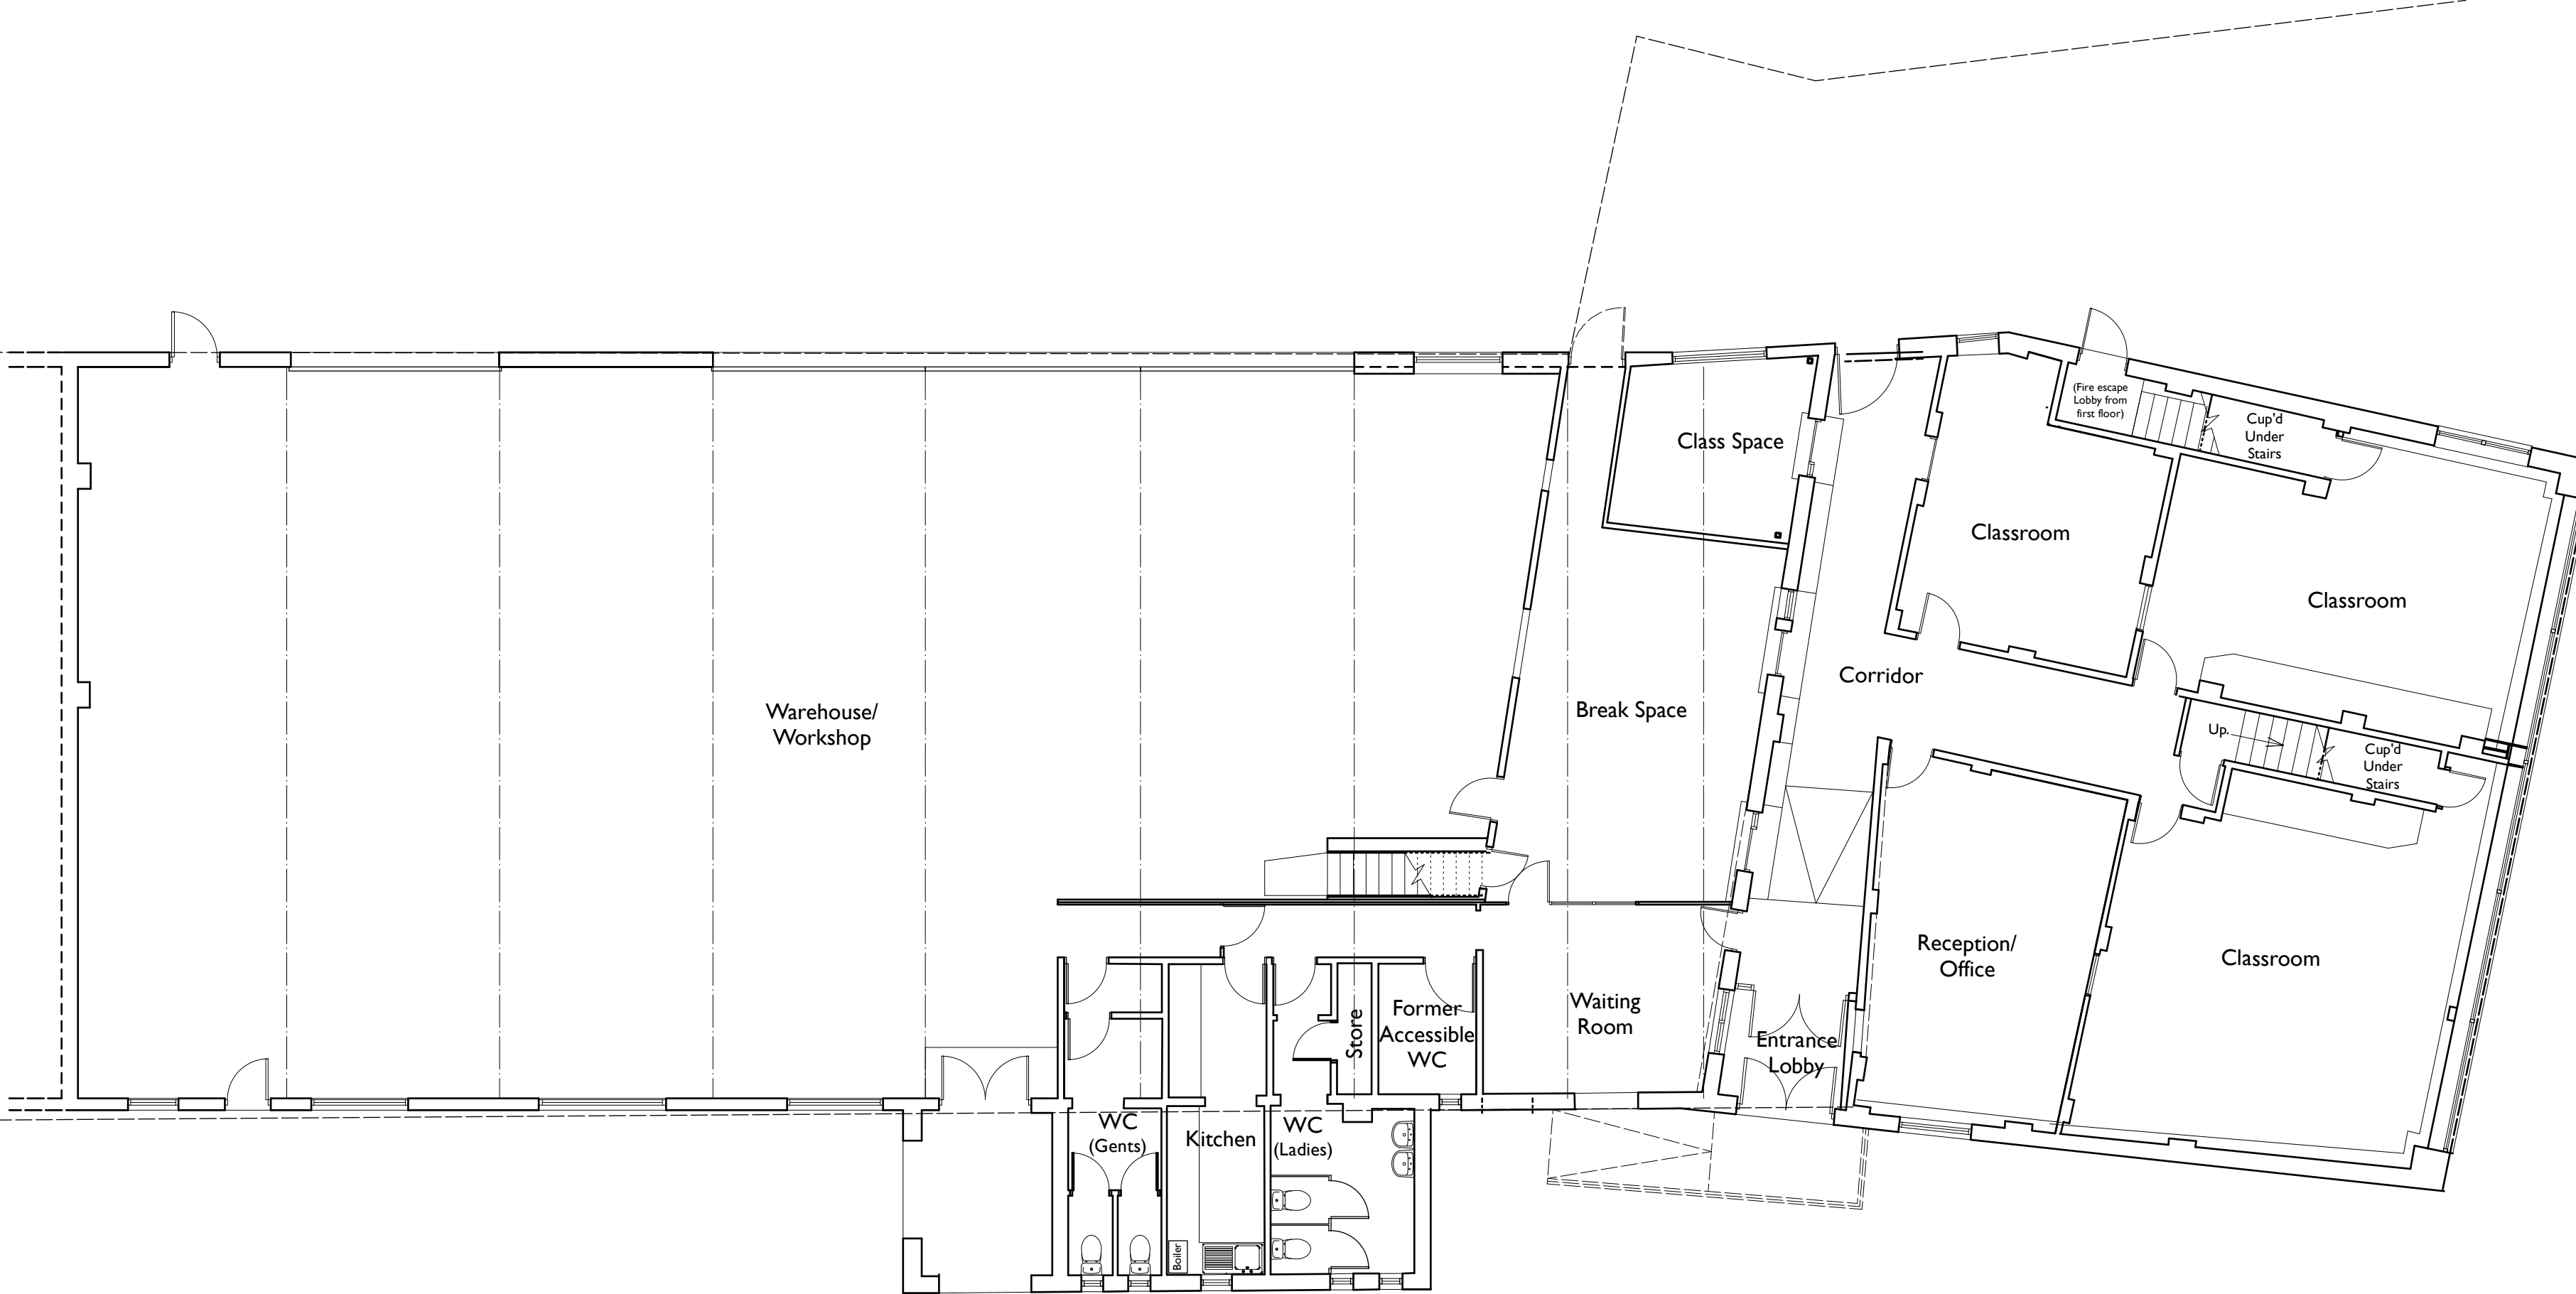 (Fire escape
Lobby from
first floor)
Cup'd
Under
Stairs
Class Space
Classroom
Classroom
Corridor
Warehouse/
Workshop
Break Space
Up.
Cup'd
Under
Stairs
Reception/
Office
Classroom
Waiting
Room
Former
Accessible
WC
Store
Entrance
Lobby
WC
(Gents)
Kitchen
WC
(Ladies)
Boiler